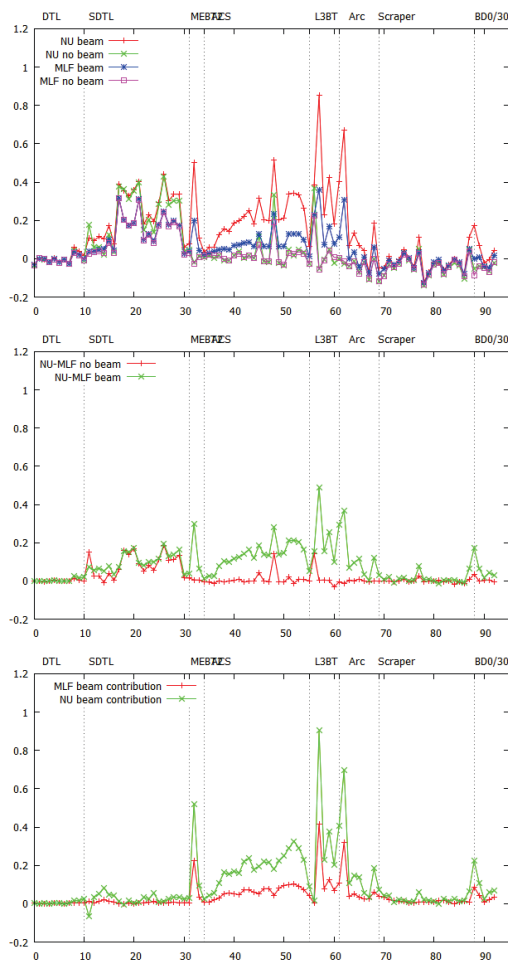 DTL SDTL MEBT2 ACS L3BT Arc Scraper BD0/30
1.2
NU beam
NU no beam
MLF beam
MLF no beam
1
0.8
0.6
0.4
0.2
0
-0.2
0 10 20 30 40 50 60 70 80 90
DTL SDTL MEBT2 ACS L3BT Arc Scraper BD0/30
1.2
NU-MLF no beam
NU-MLF beam
1
0.8
0.6
0.4
0.2
0
-0.2
0 10 20 30 40 50 60 70 80 90
DTL SDTL MEBT2 ACS L3BT Arc Scraper BD0/30
1.2
MLF beam contribution
NU beam contribution
1
0.8
0.6
0.4
0.2
0
-0.2
0 10 20 30 40 50 60 70 80 90